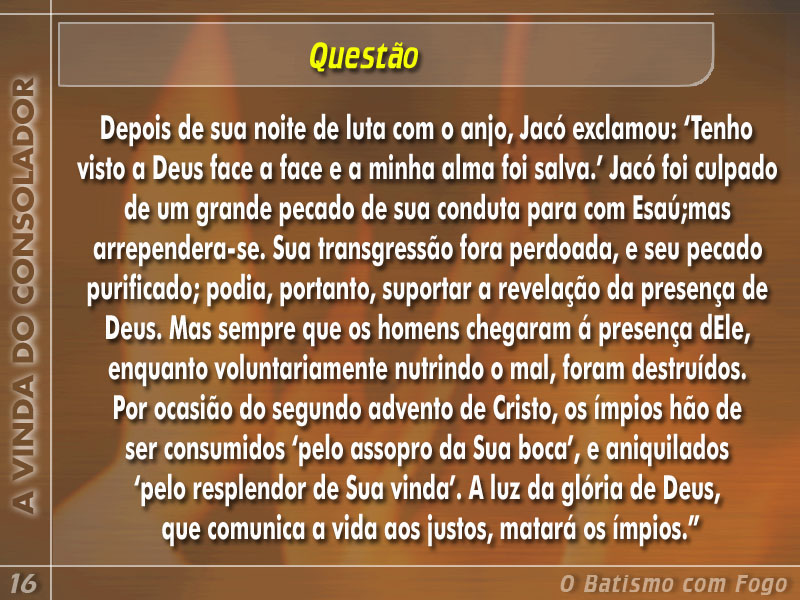 Questão
Depois de sua noite de luta com o anjo, Jacó exclamou: ‘Tenho
visto a Deus face a face e a minha alma foi salva.’ Jacó foi culpado
de um grande pecado de sua conduta para com Esaú;mas
arrependera-se. Sua transgressão fora perdoada, e seu pecado
purificado; podia, portanto, suportar a revelação da presença de
Deus. Mas sempre que os homens chegaram á presença dEle,
enquanto voluntariamente nutrindo o mal, foram destruídos.
Por ocasião do segundo advento de Cristo, os ímpios hão de
ser consumidos ‘pelo assopro da Sua boca’, e aniquilados
‘pelo resplendor de Sua vinda’. A luz da glória de Deus,
que comunica a vida aos justos, matará os ímpios.”
A VINDA DO CONSOLADOR
16
O Batismo com Fogo